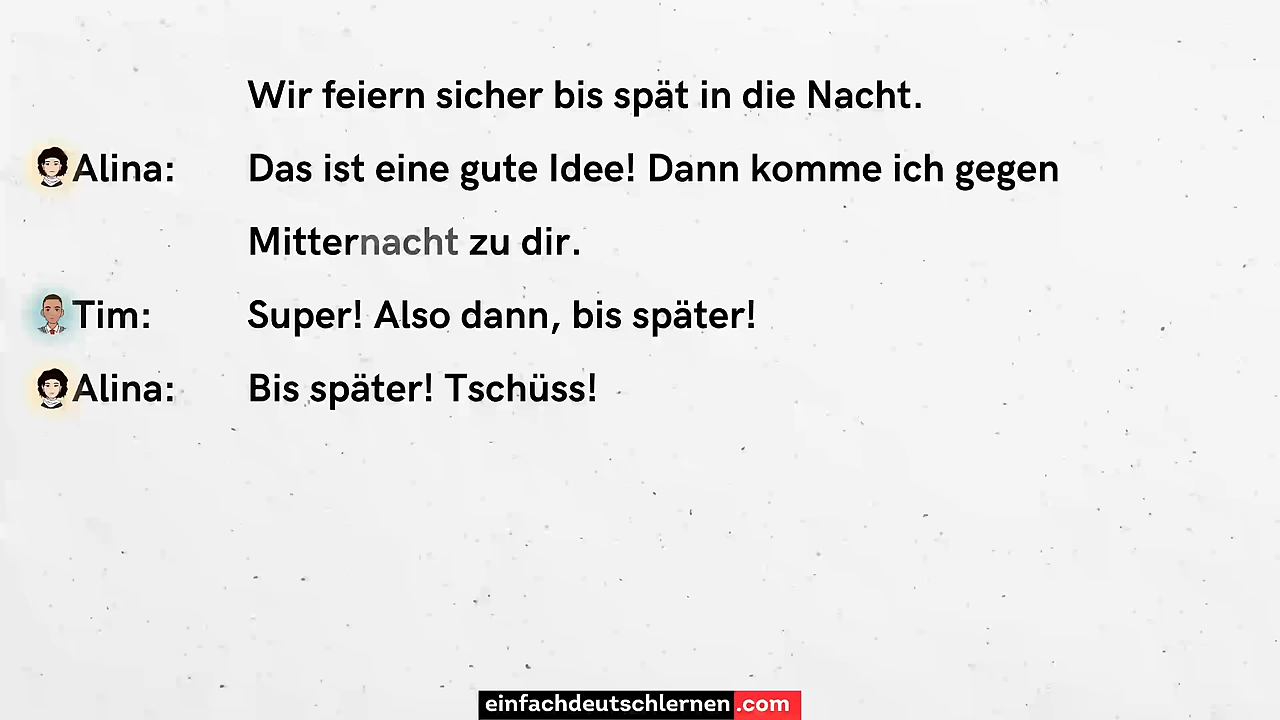 Wir feiern sicher bis spät in die Nacht.
Alina: Das ist eine gute Idee! Dann komme ich gegen
Mitternacht zu dir.
Tim: Super! Also dann, bis später!
Alina: Bis später! Tschüss!
einfachdeutschlernen.com